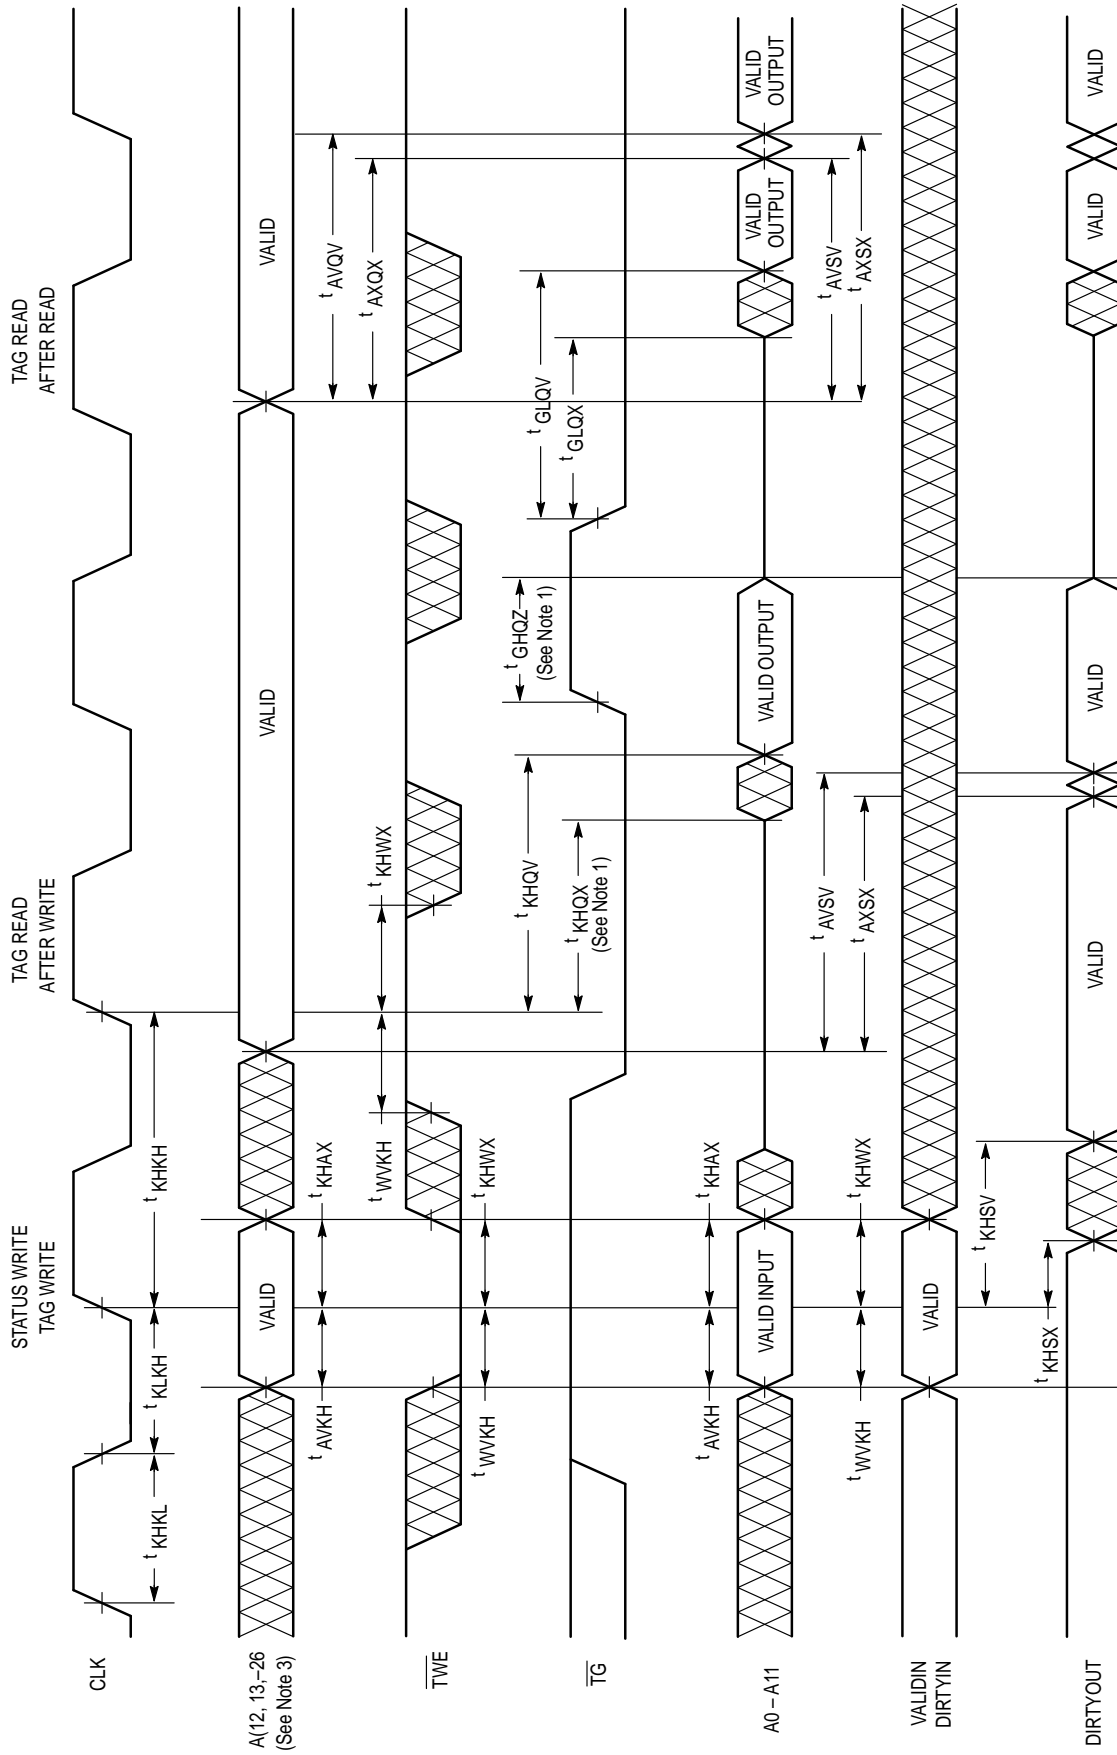 STATUS WRITE
TAG WRITE
TAG READ
AFTER WRITE
TAG READ
AFTER READ
CLK
t KHKL
t KLKH
t KHKH
A(12, 13,–26
(See Note 3)
VALID
VALID
VALID
t AVKH
t KHAX
t AVQV
t AXQX
TWE
t WVKH
t KHWX
t WVKH
t KHWX
TG
t KHQV
t KHQX
(See Note 1)
t GHQZ
(See Note 1)
t GLQV
t GLQX
A0 – A11
t AVKH
t KHAX
VALID INPUT
VALID OUTPUT
VALID
OUTPUT
VALID
OUTPUT
t WVKH
t KHWX
t AVSV
t AXSX
t AVSV
t AXSX
VALIDIN
DIRTYIN
VALID
t KHSV
t KHSX
DIRTYOUT
VALID
VALID
VALID
VALID